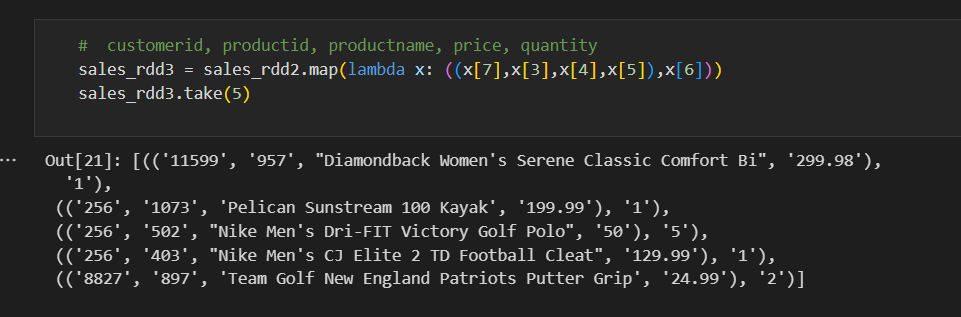 # customerid, productid, productname, price, quantity
sales_rdd3 = sales_rdd2.map(lambda x: ((x[7],x[3],x[4],x[5]),x[6]))
sales_rdd3.take(5)
... Out[21]: [(('11599', '957', "Diamondback Women's Serene Classic Comfort Bi", '299.98'),
'1'),
(('256', '1073', 'Pelican Sunstream 100 Kayak', '199.99'), '1'),
(('256', '502', "Nike Men's Dri-FIT Victory Golf Polo", '50'), '5'),
(('256', '403', "Nike Men's CJ Elite 2 TD Football Cleat", '129.99'), '1'),
(('8827', '897', 'Team Golf New England Patriots Putter Grip', '24.99'), '2')]